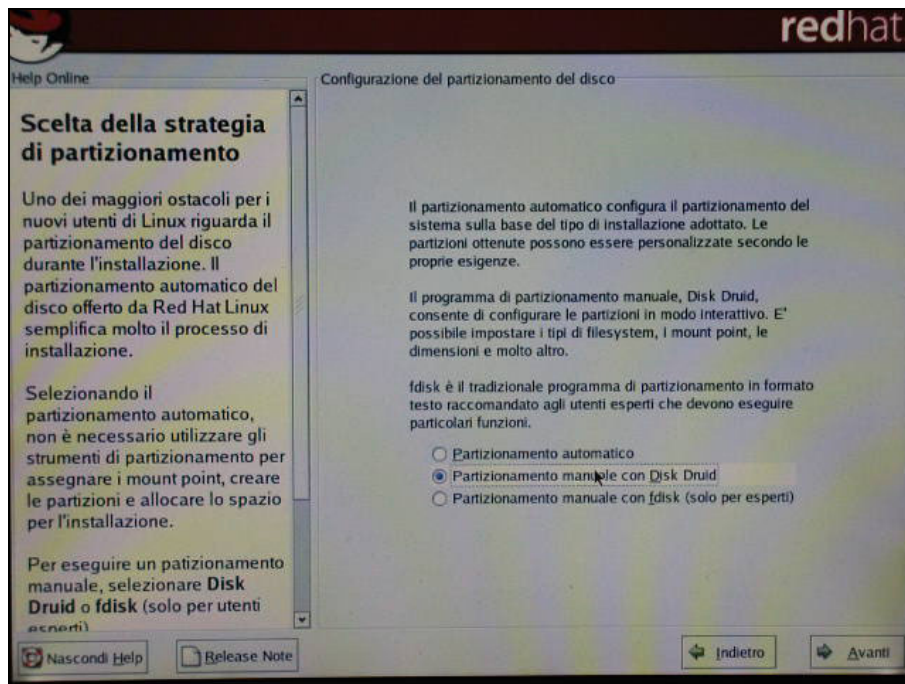 redhat
Help Online
Scelta della strategia
di partizionamento
Uno dei maggiori ostacoli per i
nuovi utenti di Linux riguarda il
partizionamento del disco
durante l'installazione. Il
partizionamento automatico del
disco offerto da Red Hat Linux
semplifica molto il processo di
installazione.
Selezionando il
partizionamento automatico,
non è necessario utilizzare gli
strumenti di partizionamento per
assegnare i mount point, creare
le partizioni e allocare lo spazio
per l'installazione.
Per eseguire un patizionamento
manuale, selezionare Disk
Druid o fdisk (solo per utenti
esperti)
Configurazione del partizionamento del disco
Il partizionamento automatico configura il partizionamento del
sistema sulla base del tipo di installazione adottato. Le
partizioni ottenute possono essere personalizzate secondo le
proprie esigenze.
Il programma di partizionamento manuale, Disk Druid,
consente di configurare le partizioni in modo interattivo. E'
possibile impostare i tipi di filesystem, i mount point, le
dimensioni e molto altro.
fdisk è il tradizionale programma di partizionamento in formato
testo raccomandato agli utenti esperti che devono eseguire
particolari funzioni.
Partizionamento automatico
Partizionamento manuale con Disk Druid
Partizionamento manuale con fdisk (solo per esperti)
Nascondi Help
Release Note
Indietro
Avanti